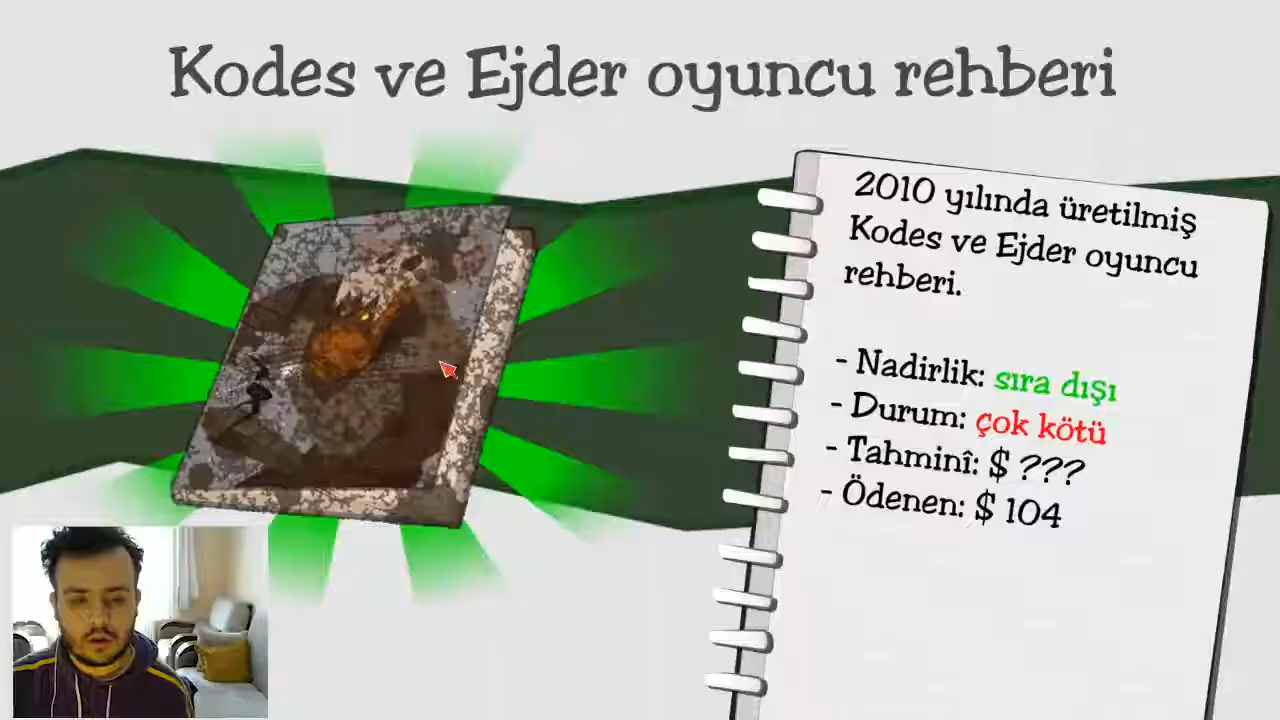 Kodes ve Ejder oyuncu rehberi
2010 yılında üretilmiş
Kodes ve Ejder oyuncu
rehberi.
- Nadirlik: sıra dışı
- Durum: çok kötü
- Tahminî: $ ???
- Ödenen: $ 104